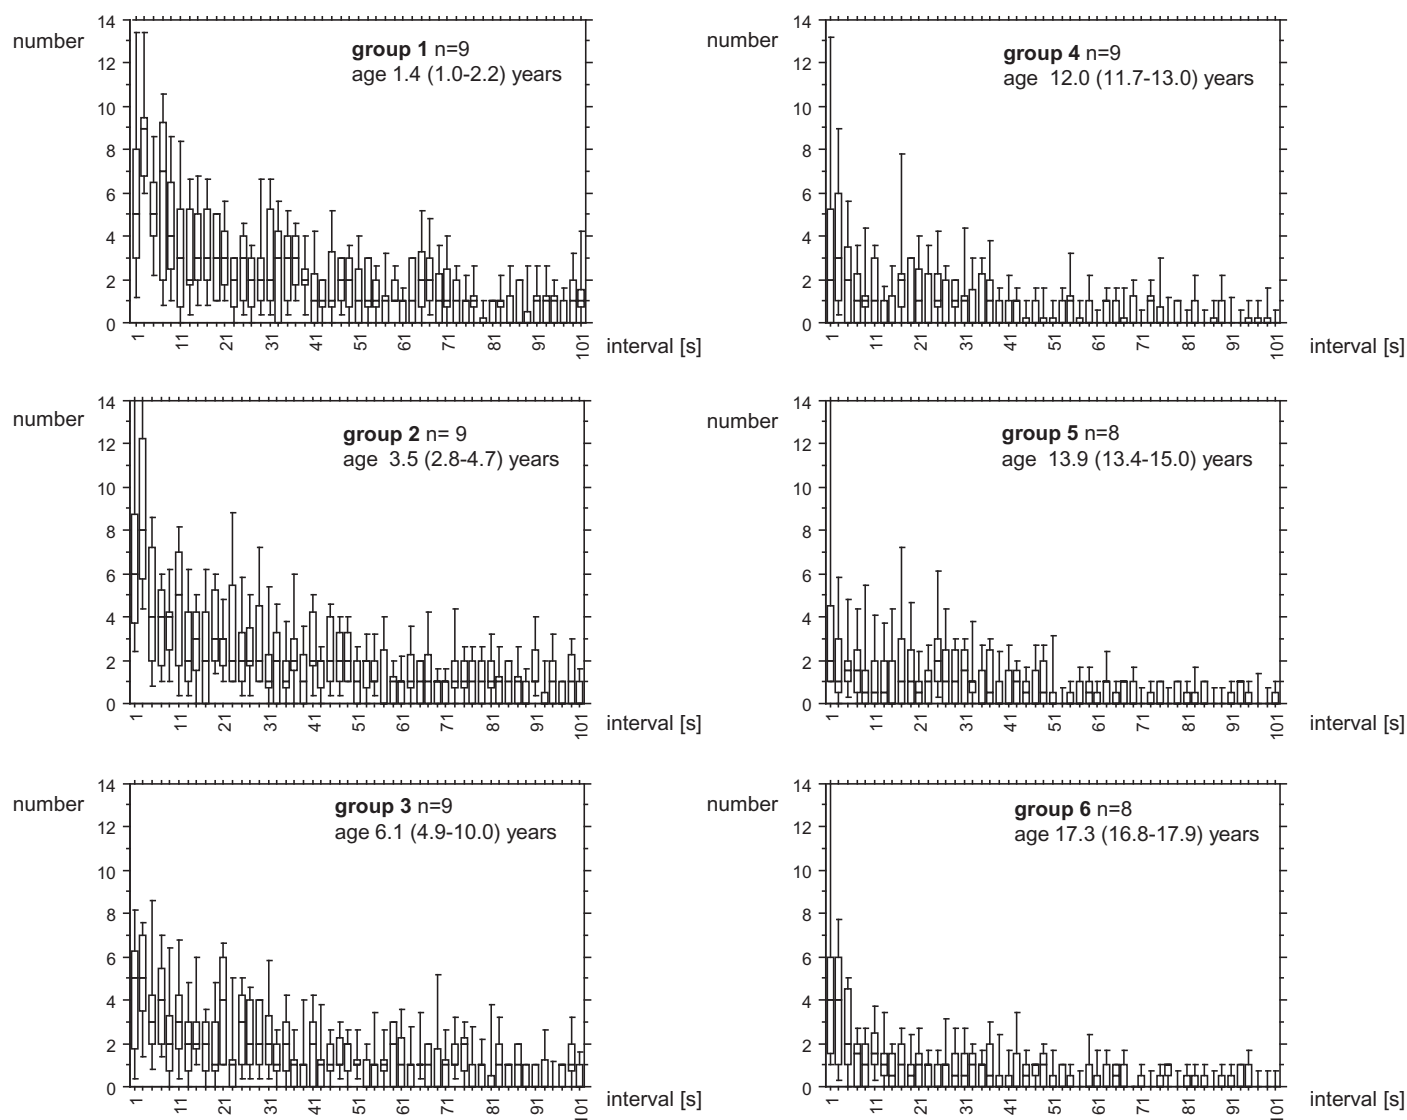 14
number
12
10
8
6
4
2
0
group 1 n=9
age 1.4 (1.0-2.2) years
1 11 21 31 41 51 61 71 81 91 101
interval [s]
14
number
12
10
8
6
4
2
0
group 4 n=9
age 12.0 (11.7-13.0) years
1 11 21 31 41 51 61 71 81 91 101
interval [s]
14
number
12
10
8
6
4
2
0
group 2 n= 9
age 3.5 (2.8-4.7) years
1 11 21 31 41 51 61 71 81 91 101
interval [s]
14
number
12
10
8
6
4
2
0
group 5 n=8
age 13.9 (13.4-15.0) years
1 11 21 31 41 51 61 71 81 91 101
interval [s]
14
number
12
10
8
6
4
2
0
group 3 n=9
age 6.1 (4.9-10.0) years
1 11 21 31 41 51 61 71 81 91 101
interval [s]
14
number
12
10
8
6
4
2
0
group 6 n=8
age 17.3 (16.8-17.9) years
1 11 21 31 41 51 61 71 81 91 101
interval [s]